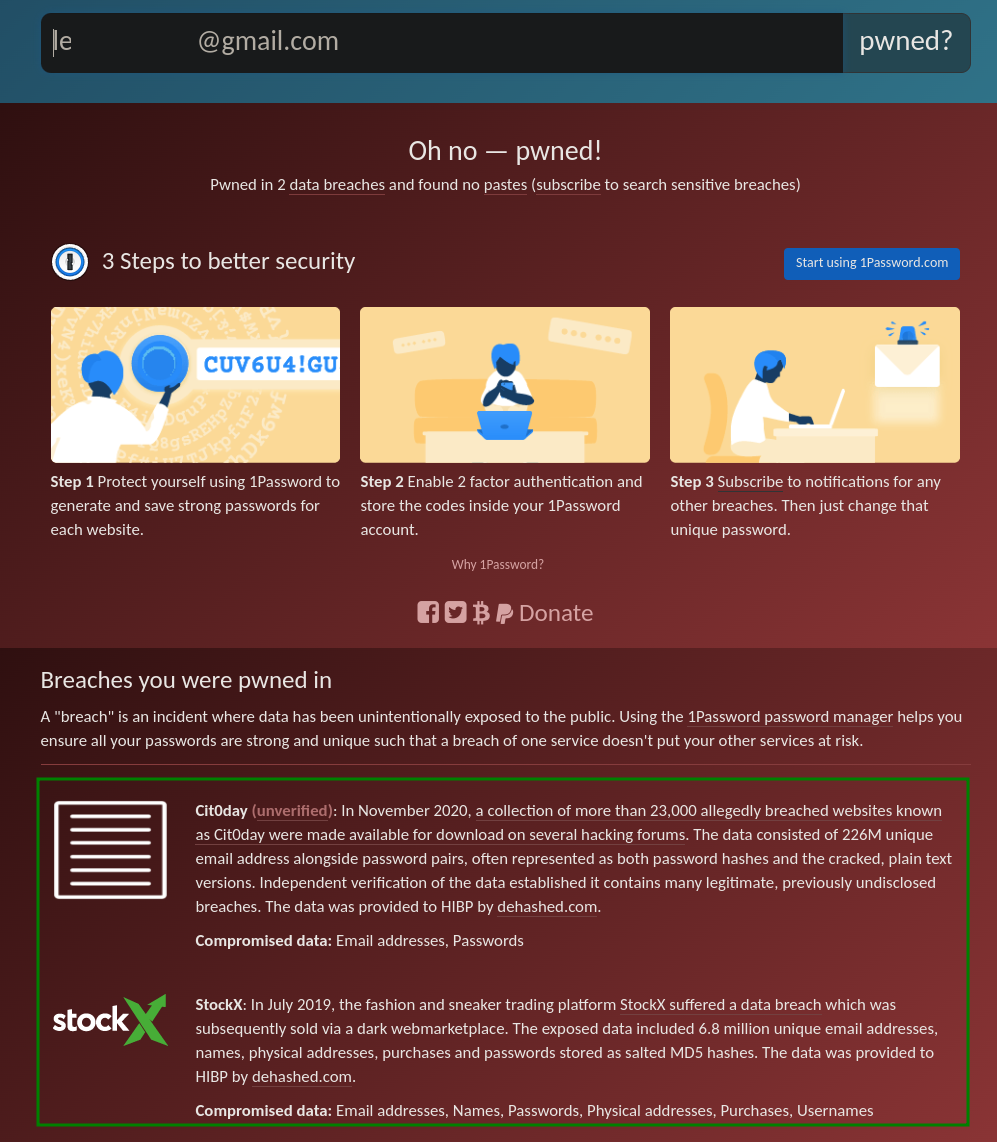 le @gmail.com pwned?
Oh no — pwned!
Pwned in 2 data breaches and found no pastes (subscribe to search sensitive breaches)
3 Steps to better security
Start using 1Password.com
CUV6U4!GU
Step 1 Protect yourself using 1Password to
generate and save strong passwords for
each website.
Step 2 Enable 2 factor authentication and
store the codes inside your 1Password
account.
Step 3 Subscribe to notifications for any
other breaches. Then just change that
unique password.
Why 1Password?
Donate
Breaches you were pwned in
A "breach" is an incident where data has been unintentionally exposed to the public. Using the 1Password password manager helps you
ensure all your passwords are strong and unique such that a breach of one service doesn't put your other services at risk.
Cit0day (unverified): In November 2020, a collection of more than 23,000 allegedly breached websites known
as Cit0day were made available for download on several hacking forums. The data consisted of 226M unique
email address alongside password pairs, often represented as both password hashes and the cracked, plain text
versions. Independent verification of the data established it contains many legitimate, previously undisclosed
breaches. The data was provided to HIBP by dehashed.com.
Compromised data: Email addresses, Passwords
stockX
StockX: In July 2019, the fashion and sneaker trading platform StockX suffered a data breach which was
subsequently sold via a dark webmarketplace. The exposed data included 6.8 million unique email addresses,
names, physical addresses, purchases and passwords stored as salted MD5 hashes. The data was provided to
HIBP by dehashed.com.
Compromised data: Email addresses, Names, Passwords, Physical addresses, Purchases, Usernames